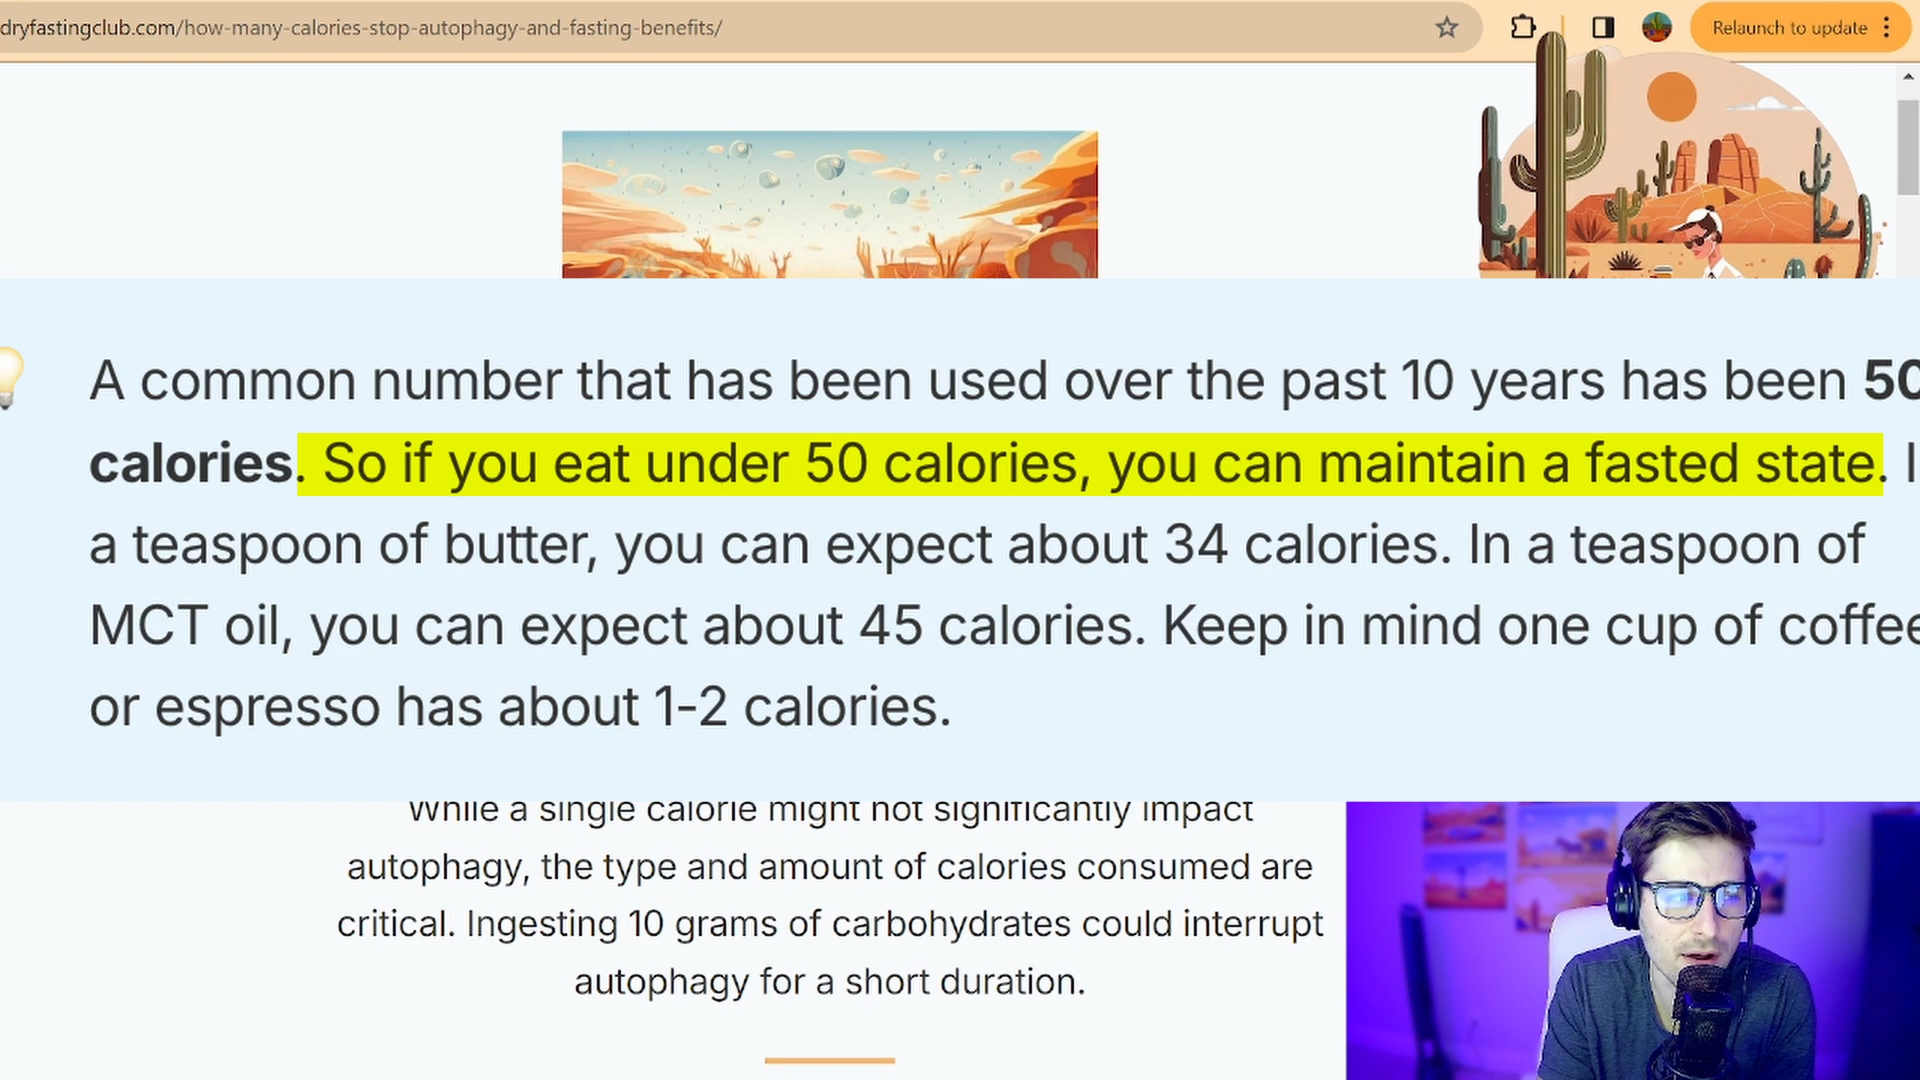 dryfastingclub.com/how-many-calories-stop-autophagy-and-fasting-benefits/
Relaunch to update
A common number that has been used over the past 10 years has been 50
calories. So if you eat under 50 calories, you can maintain a fasted state. I
a teaspoon of butter, you can expect about 34 calories. In a teaspoon of
MCT oil, you can expect about 45 calories. Keep in mind one cup of coffee
or espresso has about 1-2 calories.
While a single calorie might not significantly impact
autophagy, the type and amount of calories consumed are
critical. Ingesting 10 grams of carbohydrates could interrupt
autophagy for a short duration.